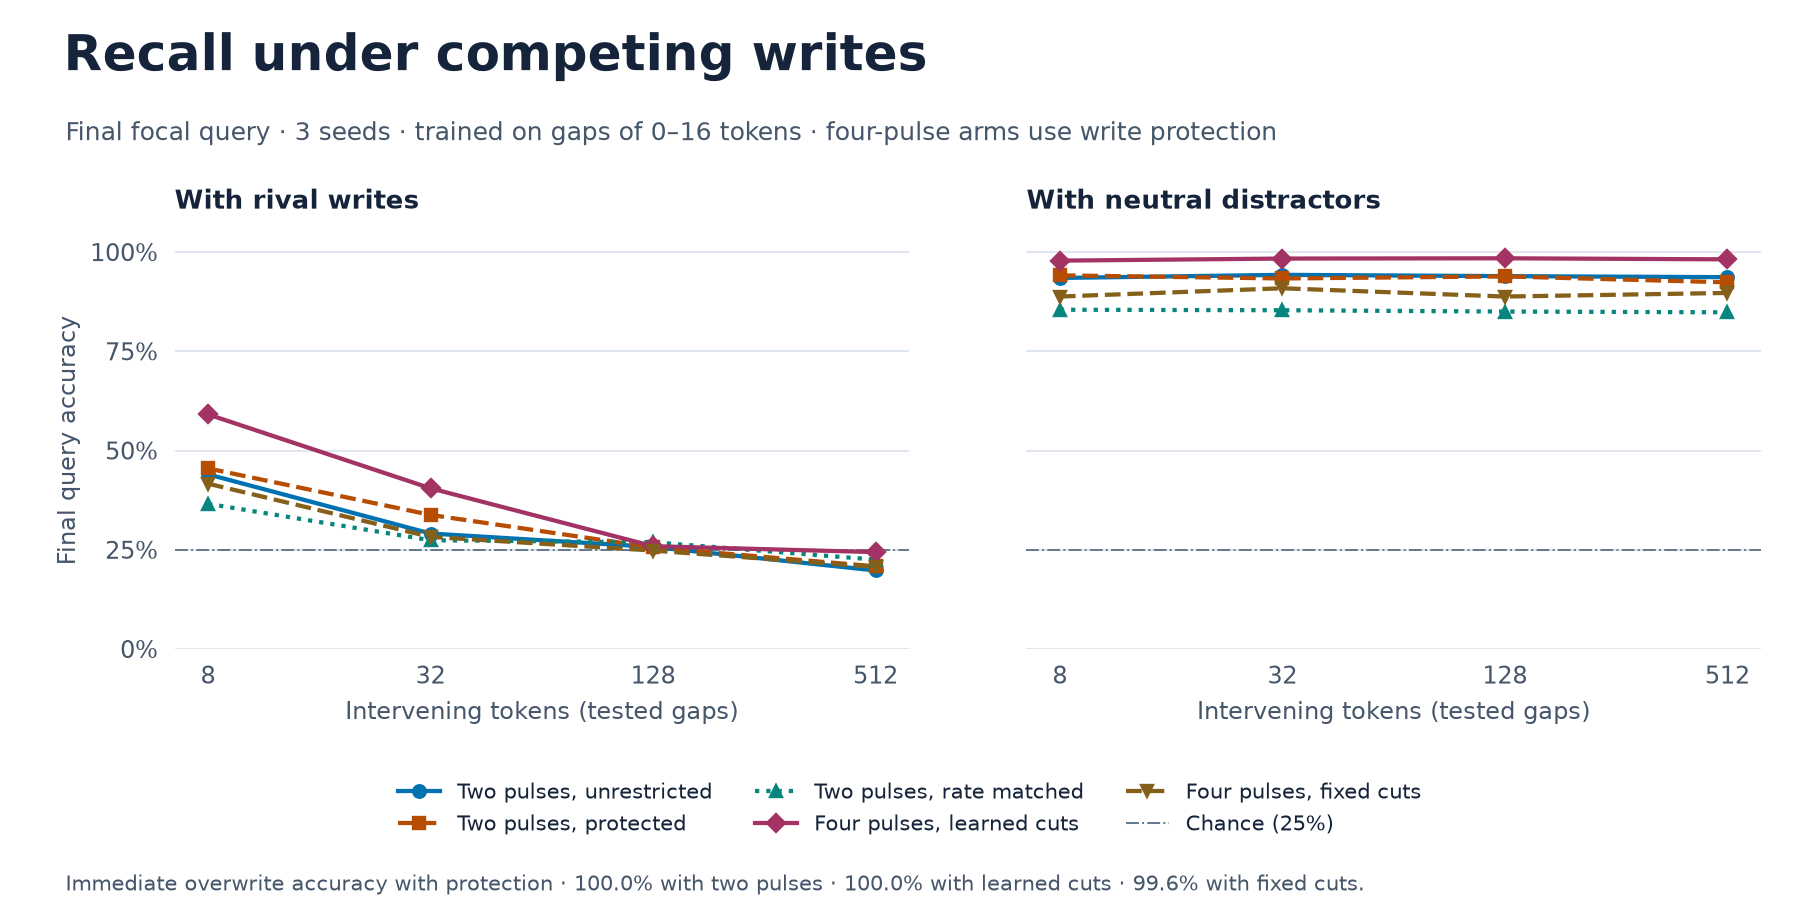 Recall under competing writes
Final focal query · 3 seeds · trained on gaps of 0–16 tokens · four-pulse arms use write protection
With rival writes
With neutral distractors
Final query accuracy
100%
75%
50%
25%
0%
8 32 128 512
8 32 128 512
Intervening tokens (tested gaps)
Intervening tokens (tested gaps)
Two pulses, unrestricted
Two pulses, protected
Two pulses, rate matched
Four pulses, learned cuts
Four pulses, fixed cuts
Chance (25%)
Immediate overwrite accuracy with protection · 100.0% with two pulses · 100.0% with learned cuts · 99.6% with fixed cuts.